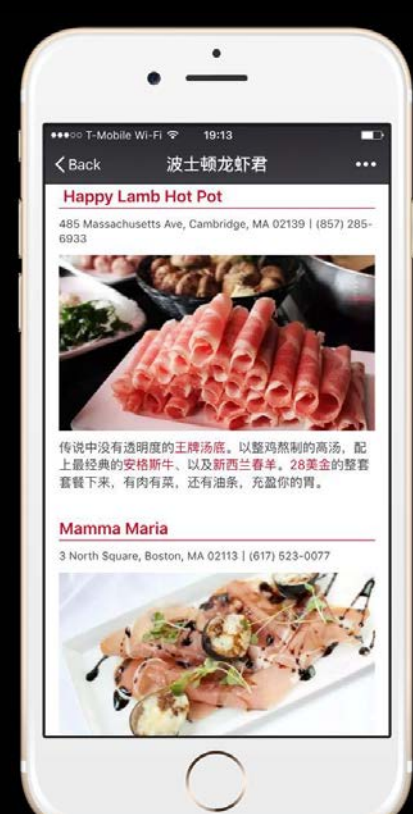 T-Mobile Wi-Fi 19:13
Back 波士顿龙虾君
Happy Lamb Hot Pot
485 Massachusetts Ave, Cambridge, MA 02139 | (857) 285-
6933
传说中没有透明度的王牌汤底。以整鸡熬制的高汤，配
上最经典的安格斯牛、以及新西兰春羊。28美金的整套
套餐下来，有肉有菜，还有油条，充盈你的胃。
Mamma Maria
3 North Square, Boston, MA 02113 | (617) 523-0077